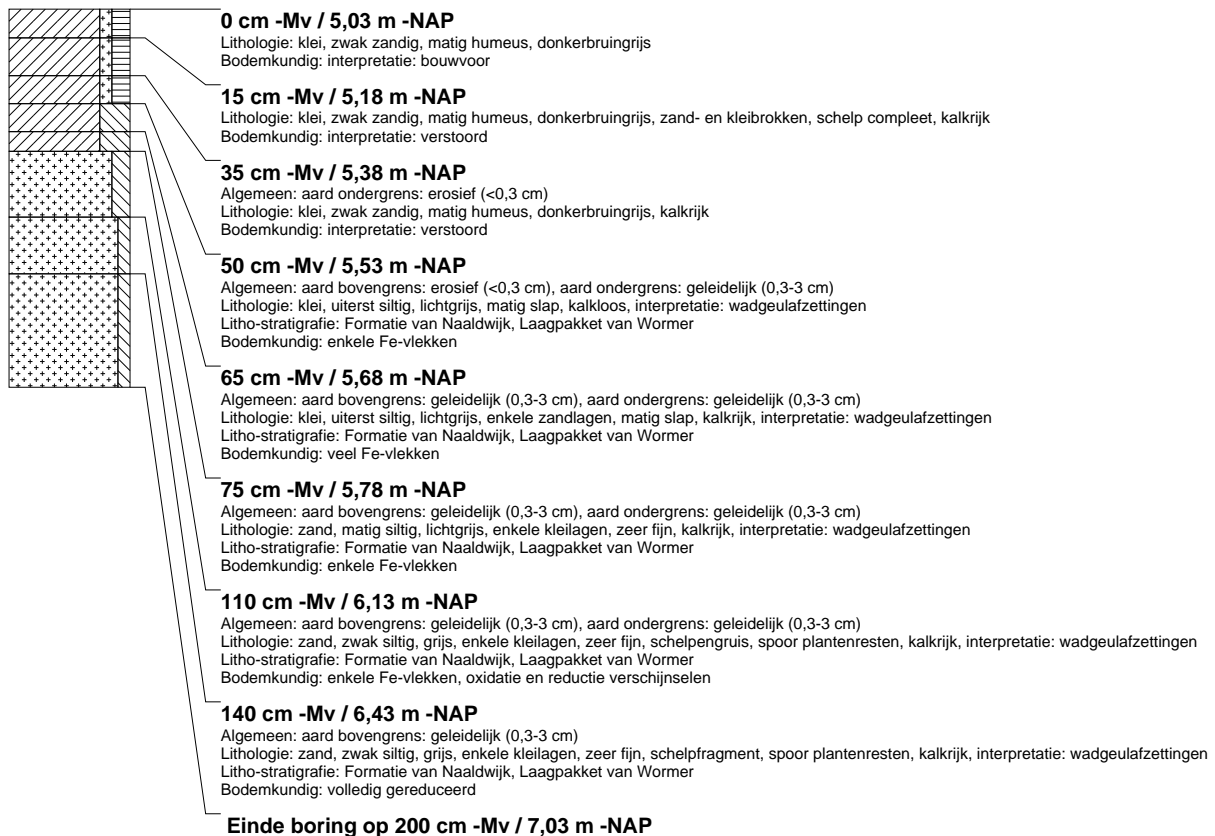 0 cm -Mv / 5,03 m -NAP
Lithologie: klei, zwak zandig, matig humeus, donkerbruingrijs
Bodemkundig: interpretatie: bouwvoor
15 cm -Mv / 5,18 m -NAP
Lithologie: klei, zwak zandig, matig humeus, donkerbruingrijs, zand- en kleibrokken, schelp compleet, kalkrijk
Bodemkundig: interpretatie: verstoord
35 cm -Mv / 5,38 m -NAP
Algemeen: aard ondergrens: erosief (<0,3 cm)
Lithologie: klei, zwak zandig, matig humeus, donkerbruingrijs, kalkrijk
Bodemkundig: interpretatie: verstoord
50 cm -Mv / 5,53 m -NAP
Algemeen: aard bovengrens: erosief (<0,3 cm), aard ondergrens: geleidelijk (0,3-3 cm)
Lithologie: klei, uiterst siltig, lichtgrijs, matig slap, kalkloos, interpretatie: wadgeulafzettingen
Litho-stratigrafie: Formatie van Naaldwijk, Laagpakket van Wormer
Bodemkundig: enkele Fe-vlekken
65 cm -Mv / 5,68 m -NAP
Algemeen: aard bovengrens: geleidelijk (0,3-3 cm), aard ondergrens: geleidelijk (0,3-3 cm)
Lithologie: klei, uiterst siltig, lichtgrijs, enkele zandlagen, matig slap, kalkrijk, interpretatie: wadgeulafzettingen
Litho-stratigrafie: Formatie van Naaldwijk, Laagpakket van Wormer
Bodemkundig: veel Fe-vlekken
75 cm -Mv / 5,78 m -NAP
Algemeen: aard bovengrens: geleidelijk (0,3-3 cm), aard ondergrens: geleidelijk (0,3-3 cm)
Lithologie: zand, matig siltig, lichtgrijs, enkele kleilagen, zeer fijn, kalkrijk, interpretatie: wadgeulafzettingen
Litho-stratigrafie: Formatie van Naaldwijk, Laagpakket van Wormer
Bodemkundig: enkele Fe-vlekken
110 cm -Mv / 6,13 m -NAP
Algemeen: aard bovengrens: geleidelijk (0,3-3 cm), aard ondergrens: geleidelijk (0,3-3 cm)
Lithologie: zand, zwak siltig, grijs, enkele kleilagen, zeer fijn, schelpengruis, spoor plantenresten, kalkrijk, interpretatie: wadgeulafzettingen
Litho-stratigrafie: Formatie van Naaldwijk, Laagpakket van Wormer
Bodemkundig: enkele Fe-vlekken, oxidatie en reductie verschijnselen
140 cm -Mv / 6,43 m -NAP
Algemeen: aard bovengrens: geleidelijk (0,3-3 cm)
Lithologie: zand, zwak siltig, grijs, enkele kleilagen, zeer fijn, schelpfragment, spoor plantenresten, kalkrijk, interpretatie: wadgeulafzettingen
Litho-stratigrafie: Formatie van Naaldwijk, Laagpakket van Wormer
Bodemkundig: volledig gereduceerd
Einde boring op 200 cm -Mv / 7,03 m -NAP